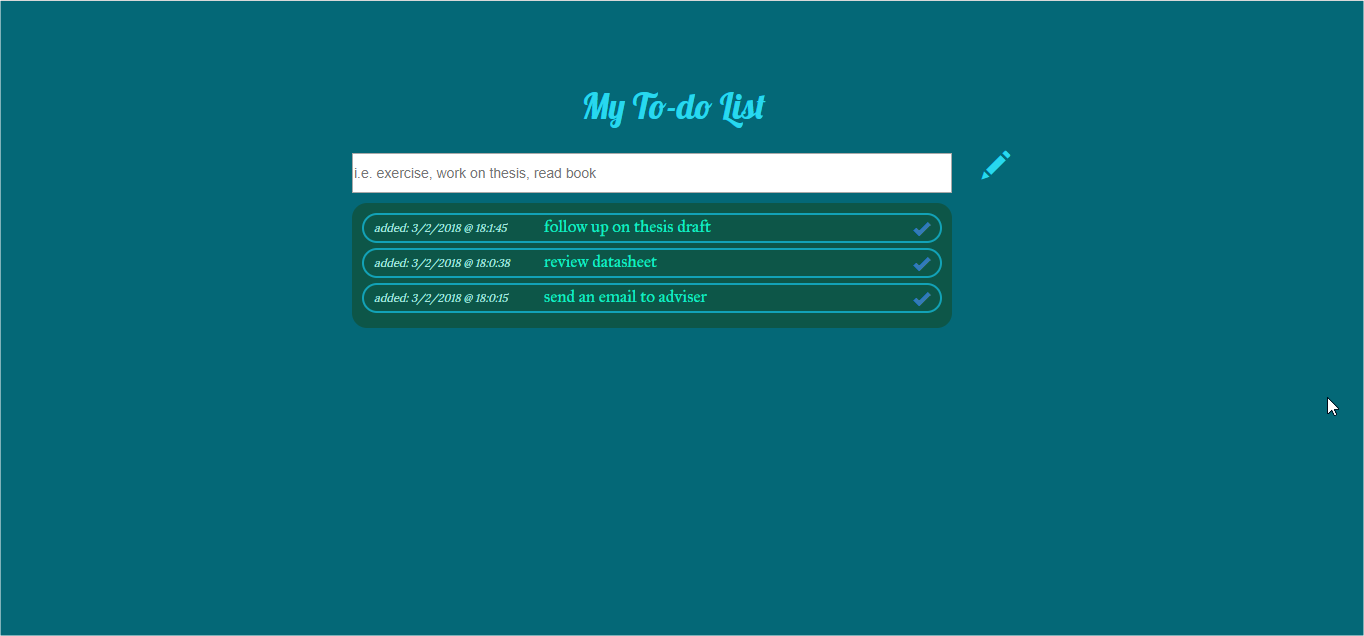 My To-do List
i.e. exercise, work on thesis, read book
added: 3/2/2018 @ 18:1:45 follow up on thesis draft
added: 3/2/2018 @ 18:0:38 review datasheet
added: 3/2/2018 @ 18:0:15 send an email to adviser